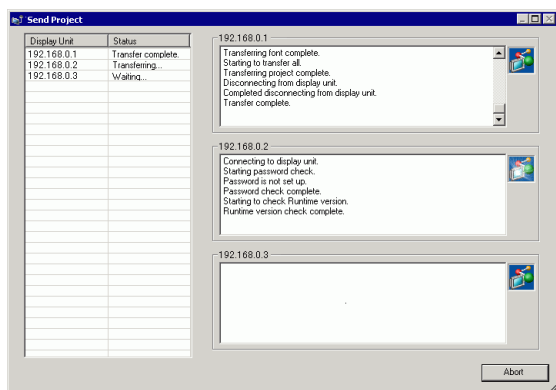 Send Project
Display Unit Status
192.168.0.1 Transfer complete.
192.168.0.2 Transferring...
192.168.0.3 Waiting...
192.168.0.1
Transferring font complete.
Starting to transfer all.
Transferring project complete.
Disconnecting from display unit.
Completed disconnecting from display unit.
Transfer complete.
192.168.0.2
Connecting to display unit.
Starting password check.
Password is not set up.
Password check complete.
Starting to check Runtime version.
Runtime version check complete.
192.168.0.3
Abort